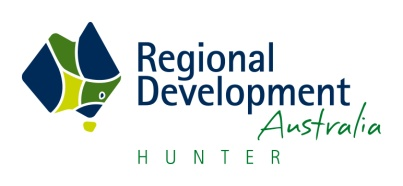 Regional
Development
Australia
HUNTER